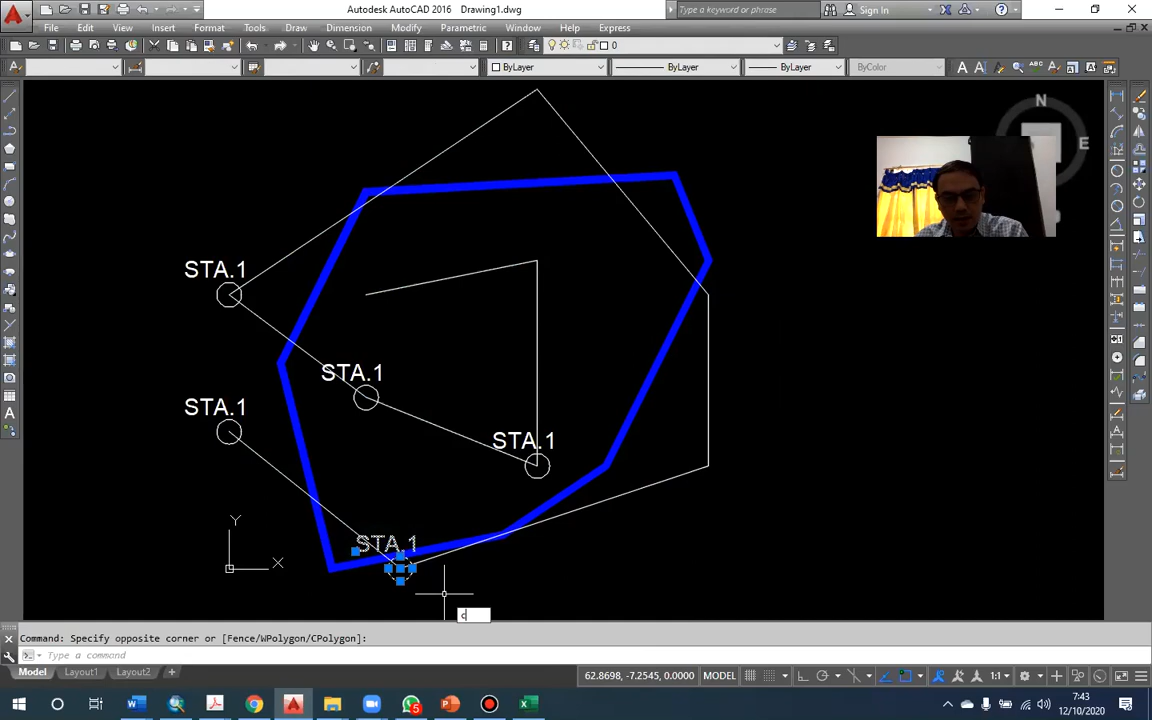 Autodesk AutoCAD 2016   Drawing1.dwg
Type a keyword or phrase
Sign In
File Edit View Insert Format Tools Draw Dimension Modify Parametric Window Help Express
0
ByLayer ByLayer ByLayer ByColor
N
E
STA.1
STA.1
STA.1
STA.1
STA.1
Y
X
c
Command: Specify opposite corner or [Fence/WPolygon/CPolygon]:
Type a command
Model Layout1 Layout2 +
62.8698, -7.2545, 0.0000 MODEL 1:1
5
7:43
12/10/2020